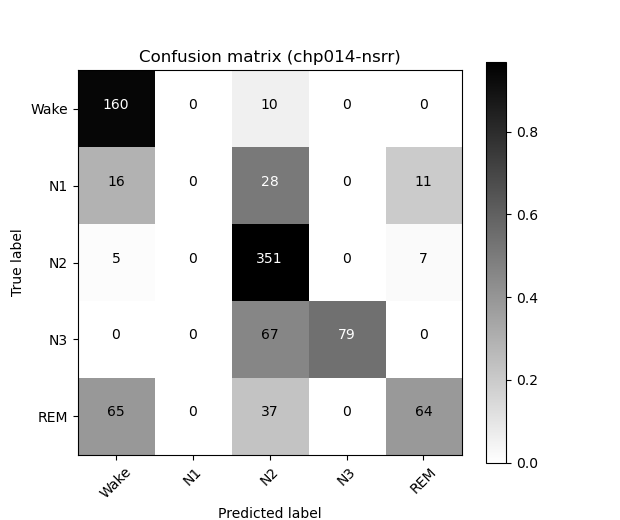 Confusion matrix (chp014-nsrr)
Wake 160 0 10 0 0
N1 16 0 28 0 11
N2 5 0 351 0 7
N3 0 0 67 79 0
REM 65 0 37 0 64
Wake N1 N2 N3 REM
Predicted label
True label
0.8
0.6
0.4
0.2
0.0